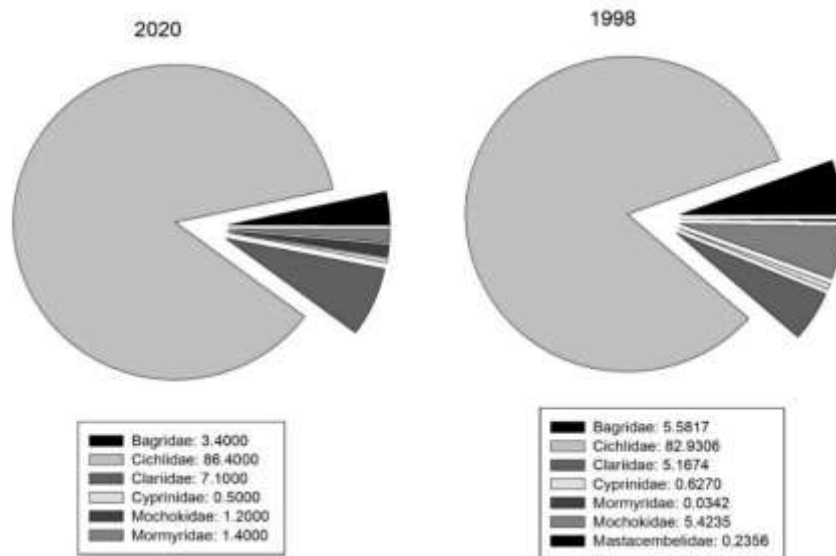 2020
Bagridae: 3.4000
Cichlidae: 86.4000
Clariidae: 7.1000
Cyprinidae: 0.5000
Mochokidae: 1.2000
Mormyridae: 1.4000
1998
Bagridae: 5.5817
Cichlidae: 82.9306
Clariidae: 5.1674
Cyprinidae: 0.6270
Mormyridae: 0.0342
Mochokidae: 5.4235
Mastacembelidae: 0.2356